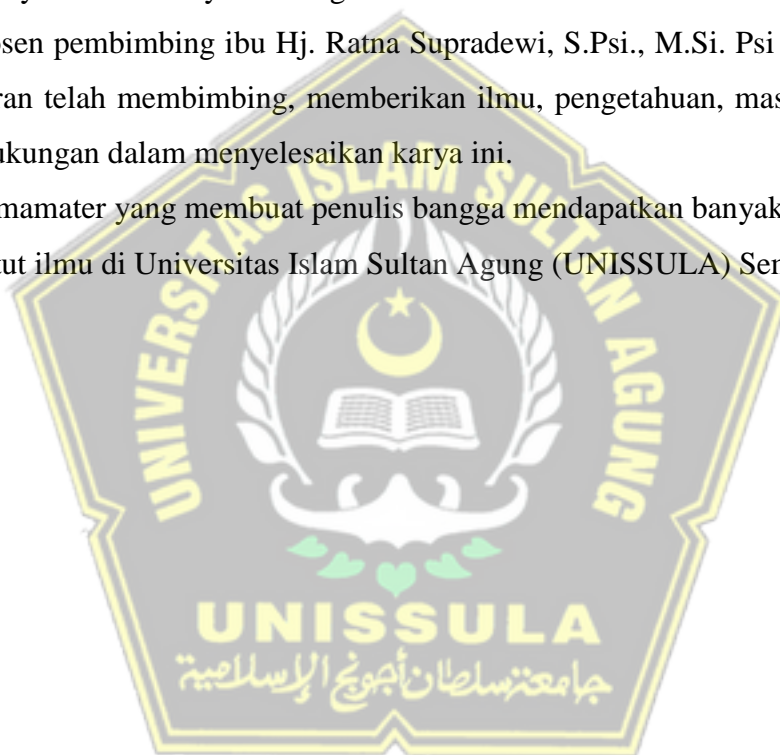 osen pembimbing ibu Hj. Ratna Supradewi, S.Psi., M.Si. Psi
ran telah membimbing, memberikan ilmu, pengetahuan, mas
ukungan dalam menyelesaikan karya ini.
mamater yang membuat penulis bangga mendapatkan banyak
tut ilmu di Universitas Islam Sultan Agung (UNISSULA) Ser
UNIVERSITAS ISLAM SULTAN AGUNG
UNISSULA
جامعة سلطان أجونج الإسلامية